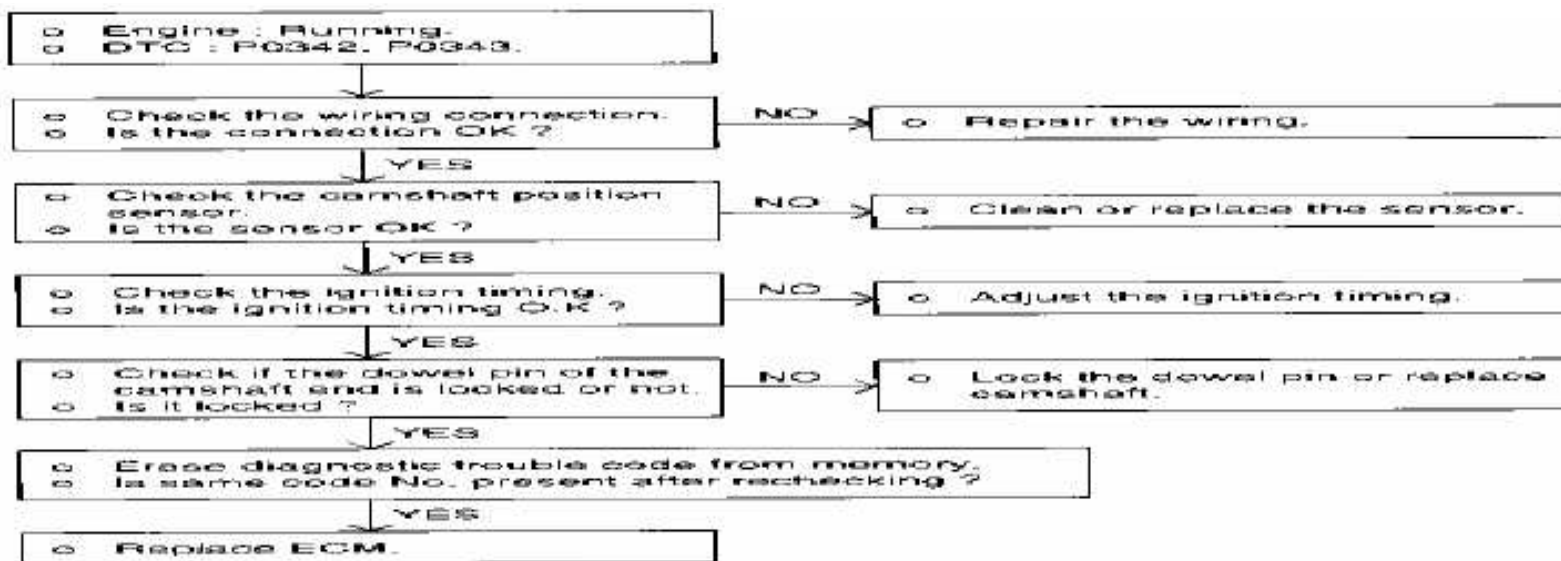 o Engine : Running.
o DTC : P0342, P0343.
o Check the wiring connection.
o Is the connection OK ?
NO
o Repair the wiring.
YES
o Check the camshaft position
sensor.
o Is the sensor OK ?
NO
o Clean or replace the sensor.
YES
o Check the ignition timing.
o Is the ignition timing O.K ?
NO
o Adjust the ignition timing.
YES
o Check if the dowel pin of the
camshaft end is locked or not.
o Is it locked ?
NO
o Lock the dowel pin or replace
camshaft.
YES
o Erase diagnostic trouble code from memory.
o Is same code No. present after rechecking ?
YES
o Replace ECM.